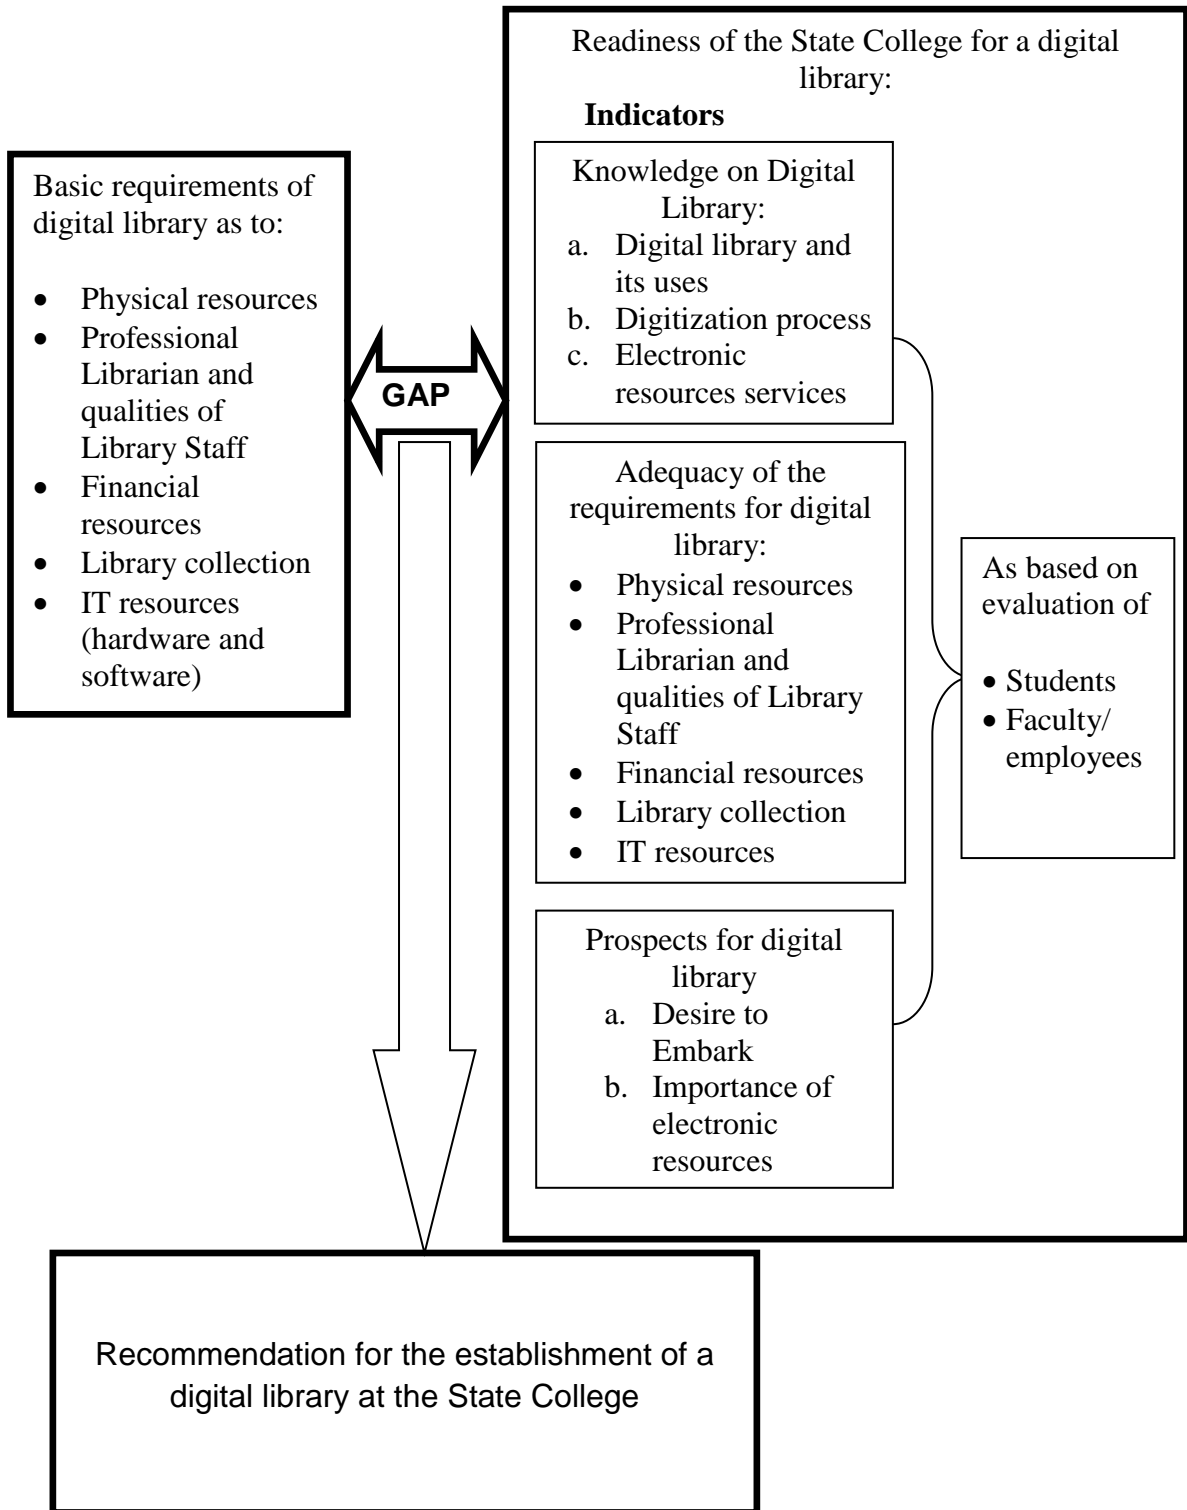 Readiness of the State College for a digital
library:
Indicators
Basic requirements of
digital library as to:
• Physical resources
• Professional
Librarian and
qualities of
Library Staff
• Financial
resources
• Library collection
• IT resources
(hardware and
software)
GAP
Knowledge on Digital
Library:
a. Digital library and
its uses
b. Digitization process
c. Electronic
resources services
Adequacy of the
requirements for digital
library:
• Physical resources
• Professional
Librarian and
qualities of Library
Staff
• Financial resources
• Library collection
• IT resources
Prospects for digital
library
a. Desire to
Embark
b. Importance of
electronic
resources
As based on
evaluation of
• Students
• Faculty/
employees
Recommendation for the establishment of a
digital library at the State College